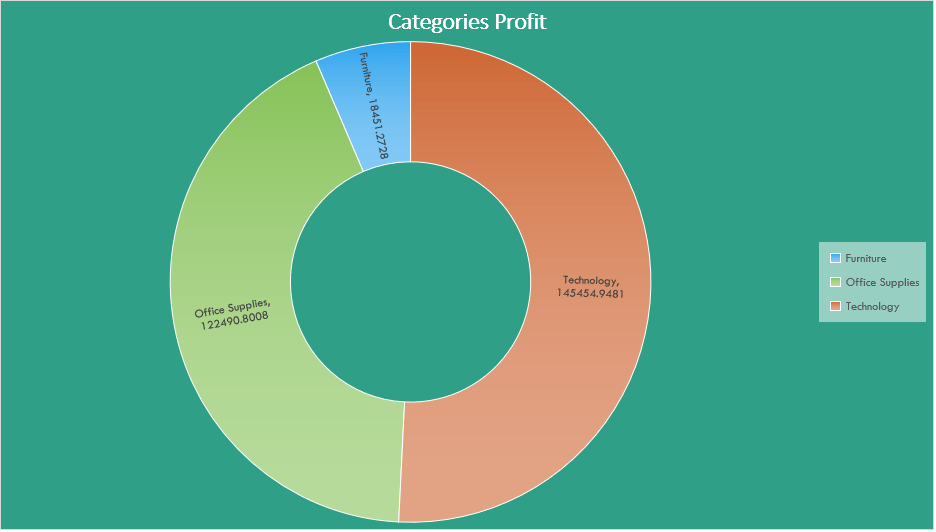 Categories Profit
Furniture, 18451.2728
Technology,
145454.9481
Office Supplies,
122490.8008
Furniture
Office Supplies
Technology